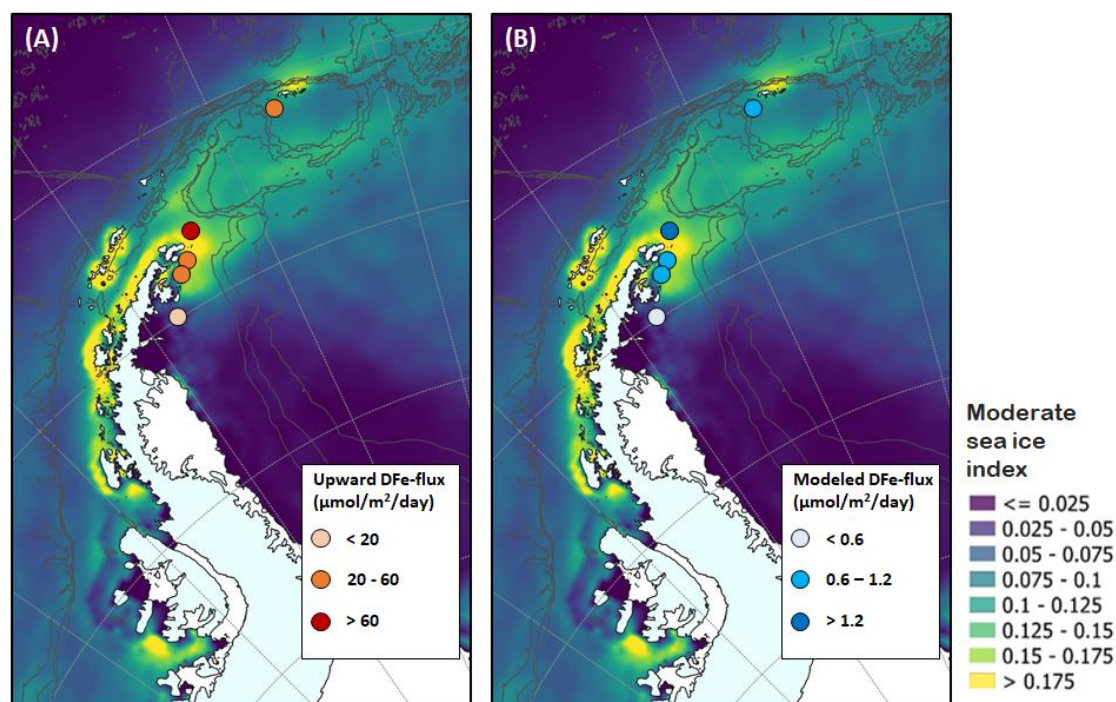 (A)
Upward DFe-flux
(µmol/m²/day)
< 20
20 - 60
> 60
(B)
Modeled DFe-flux
(µmol/m²/day)
< 0.6
0.6 – 1.2
> 1.2
Moderate
sea ice
index
<= 0.025
0.025 - 0.05
0.05 - 0.075
0.075 - 0.1
0.1 - 0.125
0.125 - 0.15
0.15 - 0.175
> 0.175